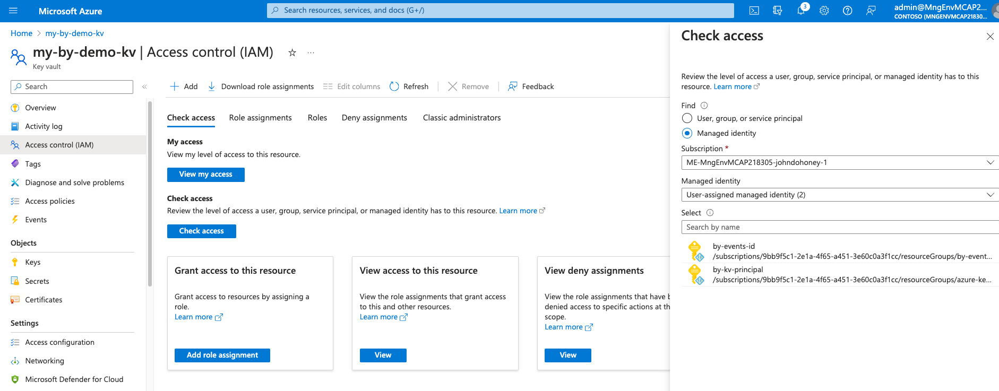 Microsoft Azure
Search resources, services, and docs (G+/)
3
admin@MngEnvMCAP2...
CONTOSO (MNGENVMCAP21830...
Home > my-by-demo-kv
my-by-demo-kv | Access control (IAM)
Key vault
Search
Overview
Activity log
Access control (IAM)
Tags
Diagnose and solve problems
Access policies
Events
Objects
Keys
Secrets
Certificates
Settings
Access configuration
Networking
Microsoft Defender for Cloud
Add
Download role assignments
Edit columns
Refresh
Remove
Feedback
Check access
Role assignments
Roles
Deny assignments
Classic administrators
My access
View my level of access to this resource.
View my access
Check access
Review the level of access a user, group, service principal, or managed identity has to this resource. Learn more
Check access
Grant access to this resource
Grant access to resources by assigning a
role.
Learn more
Add role assignment
View access to this resource
View the role assignments that grant access
to this and other resources.
Learn more
View
View deny assignments
View the role assignments that have b
denied access to specific actions at th
scope.
Learn more
View
Check access
Review the level of access a user, group, service principal, or managed identity has to this
resource. Learn more
Find
User, group, or service principal
Managed identity
Subscription *
ME-MngEnvMCAP218305-johndohoney-1
Managed identity
User-assigned managed identity (2)
Select
Search by name
by-events-id
/subscriptions/9bb9f5c1-2e1a-4f65-a451-3e60c0a3f1cc/resourceGroups/by-event...
by-kv-principal
/subscriptions/9bb9f5c1-2e1a-4f65-a451-3e60c0a3f1cc/resourceGroups/azure-ke...